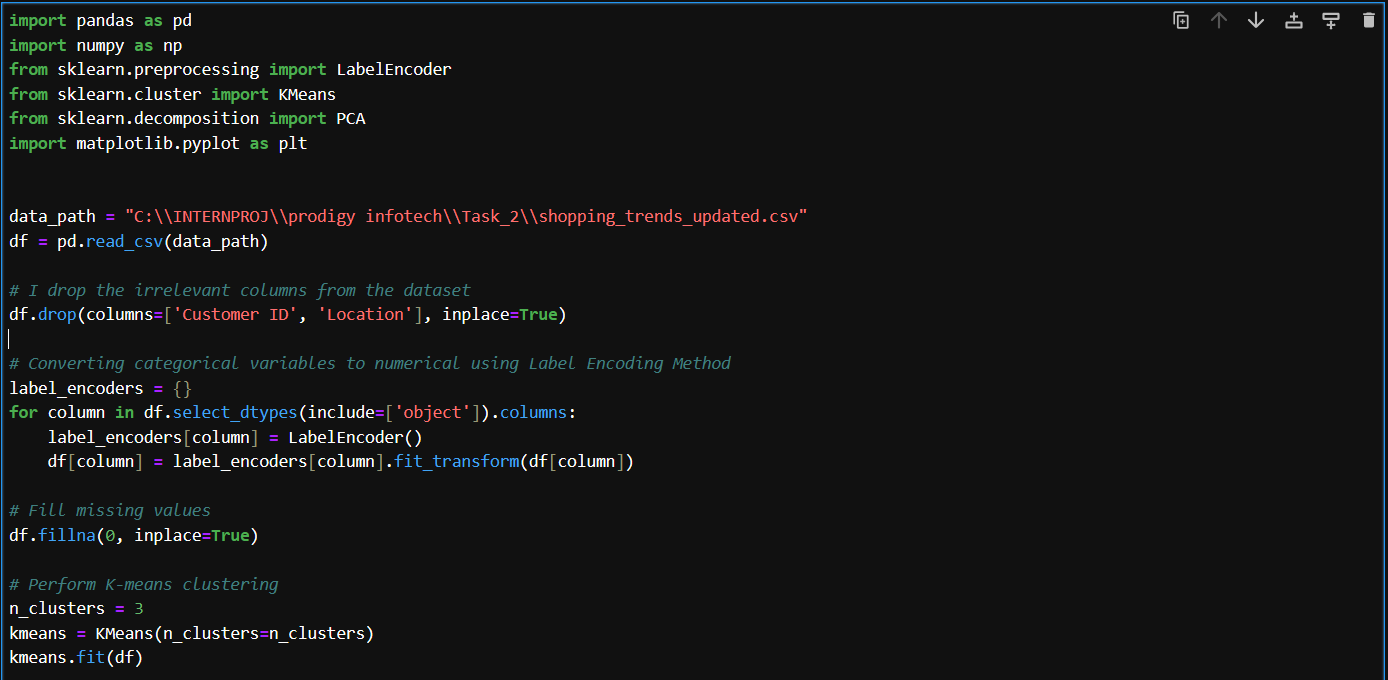 import pandas as pd
import numpy as np
from sklearn.preprocessing import LabelEncoder
from sklearn.cluster import KMeans
from sklearn.decomposition import PCA
import matplotlib.pyplot as plt
data_path = "C:\\INTERNPROJ\\prodigy infotech\\Task_2\\shopping_trends_updated.csv"
df = pd.read_csv(data_path)
# I drop the irrelevant columns from the dataset
df.drop(columns=['Customer ID', 'Location'], inplace=True)
# Converting categorical variables to numerical using Label Encoding Method
label_encoders = {}
for column in df.select_dtypes(include=['object']).columns:
    label_encoders[column] = LabelEncoder()
    df[column] = label_encoders[column].fit_transform(df[column])
# Fill missing values
df.fillna(0, inplace=True)
# Perform K-means clustering
n_clusters = 3
kmeans = KMeans(n_clusters=n_clusters)
kmeans.fit(df)